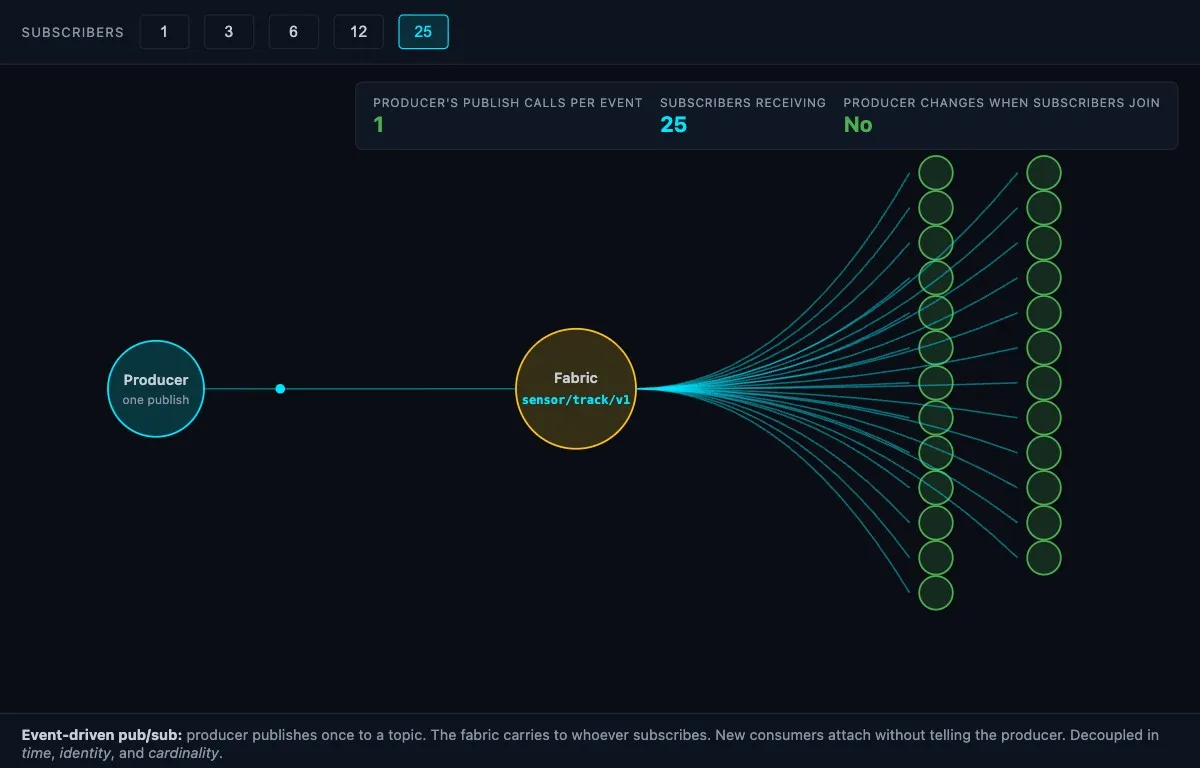 SUBSCRIBERS 1 3 6 12 25
PRODUCER'S PUBLISH CALLS PER EVENT SUBSCRIBERS RECEIVING PRODUCER CHANGES WHEN SUBSCRIBERS JOIN
1 25 No
Producer
one publish
Fabric
sensor/track/v1
Event-driven pub/sub: producer publishes once to a topic. The fabric carries to whoever subscribes. New consumers attach without telling the producer. Decoupled in
time, identity, and cardinality.